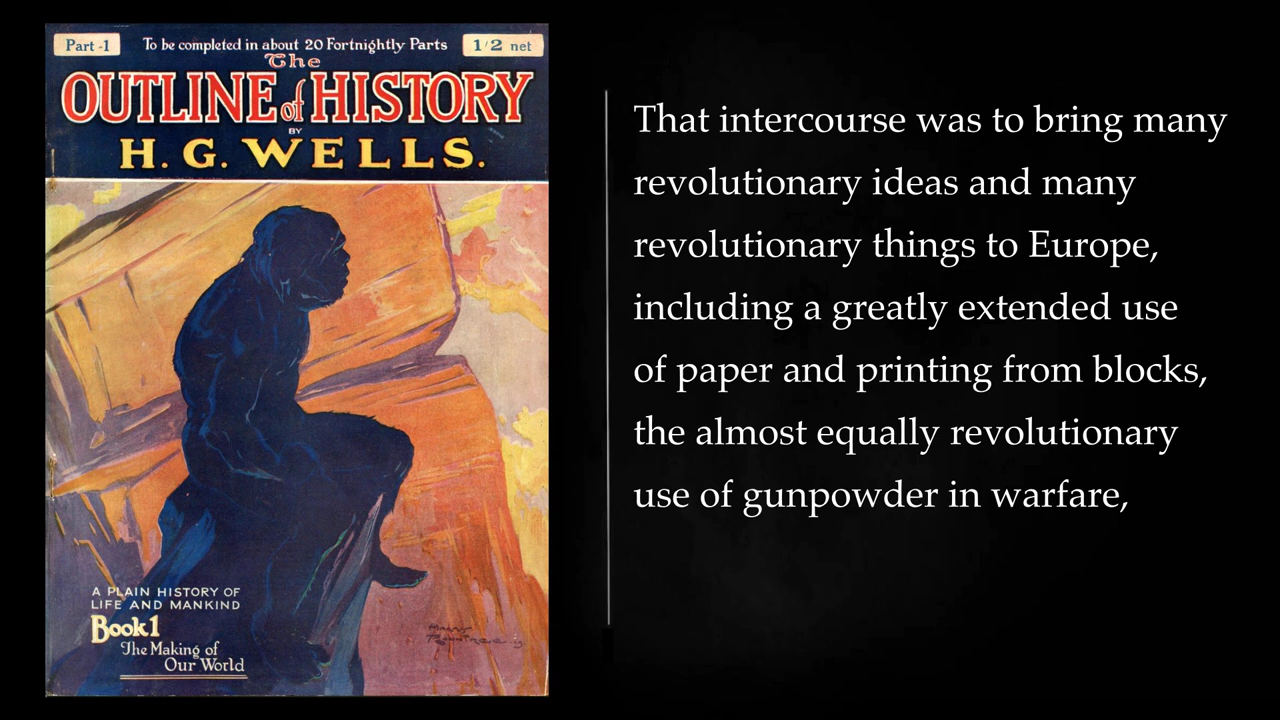 Part -1
To be completed in about 20 Fortnightly Parts
1/2 net
The
OUTLINE of HISTORY
BY
H. G. WELLS.
A PLAIN HISTORY OF
LIFE AND MANKIND
Book 1
The Making of
Our World
That intercourse was to bring many
revolutionary ideas and many
revolutionary things to Europe,
including a greatly extended use
of paper and printing from blocks,
the almost equally revolutionary
use of gunpowder in warfare,